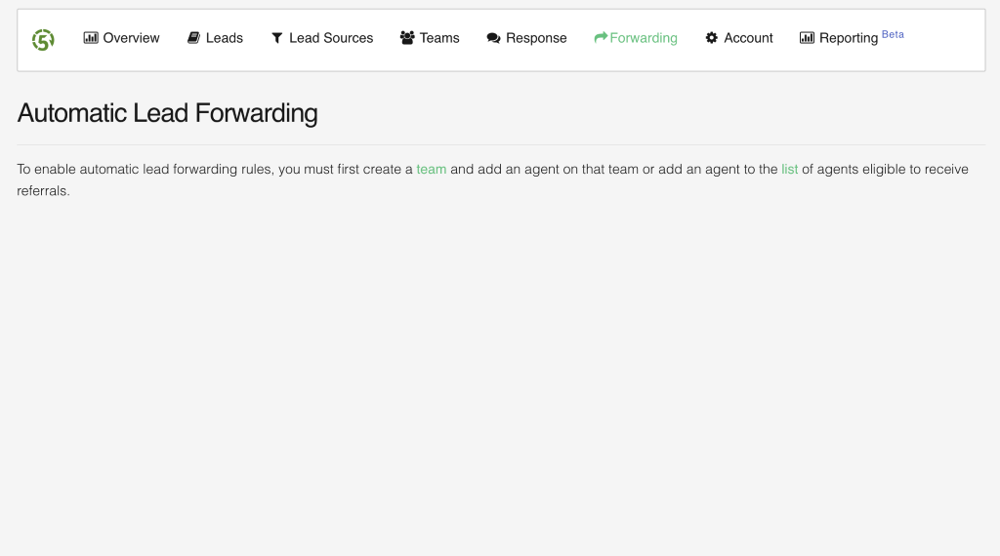 5 Overview Leads Lead Sources Teams Response Forwarding Account Reporting Beta
Automatic Lead Forwarding
To enable automatic lead forwarding rules, you must first create a team and add an agent on that team or add an agent to the list of agents eligible to receive
referrals.